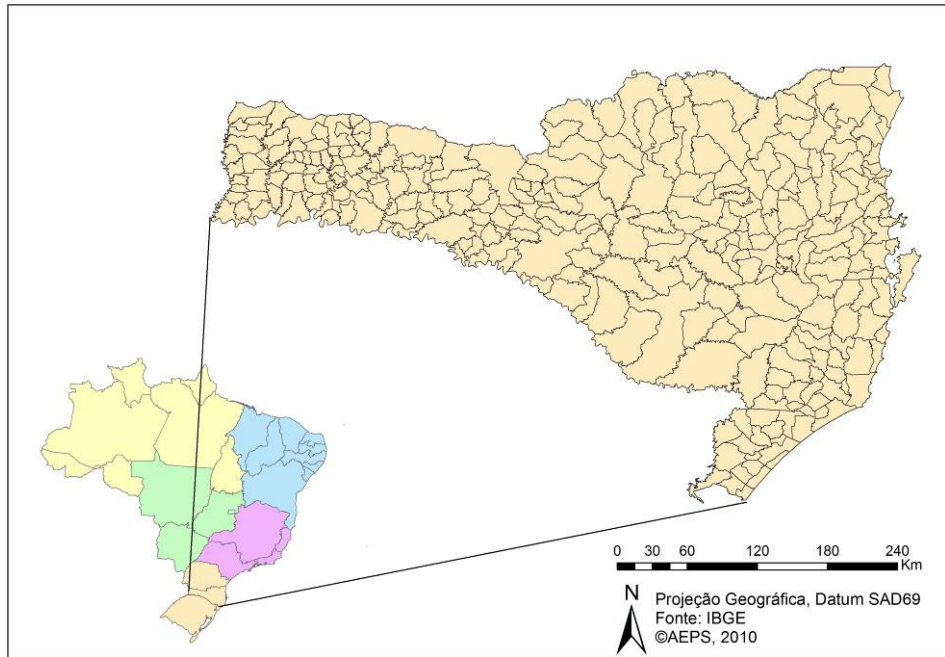 0 30 60 120 180 240
Km
N
Projeção Geográfica, Datum SAD69
Fonte: IBGE
©AEPS, 2010